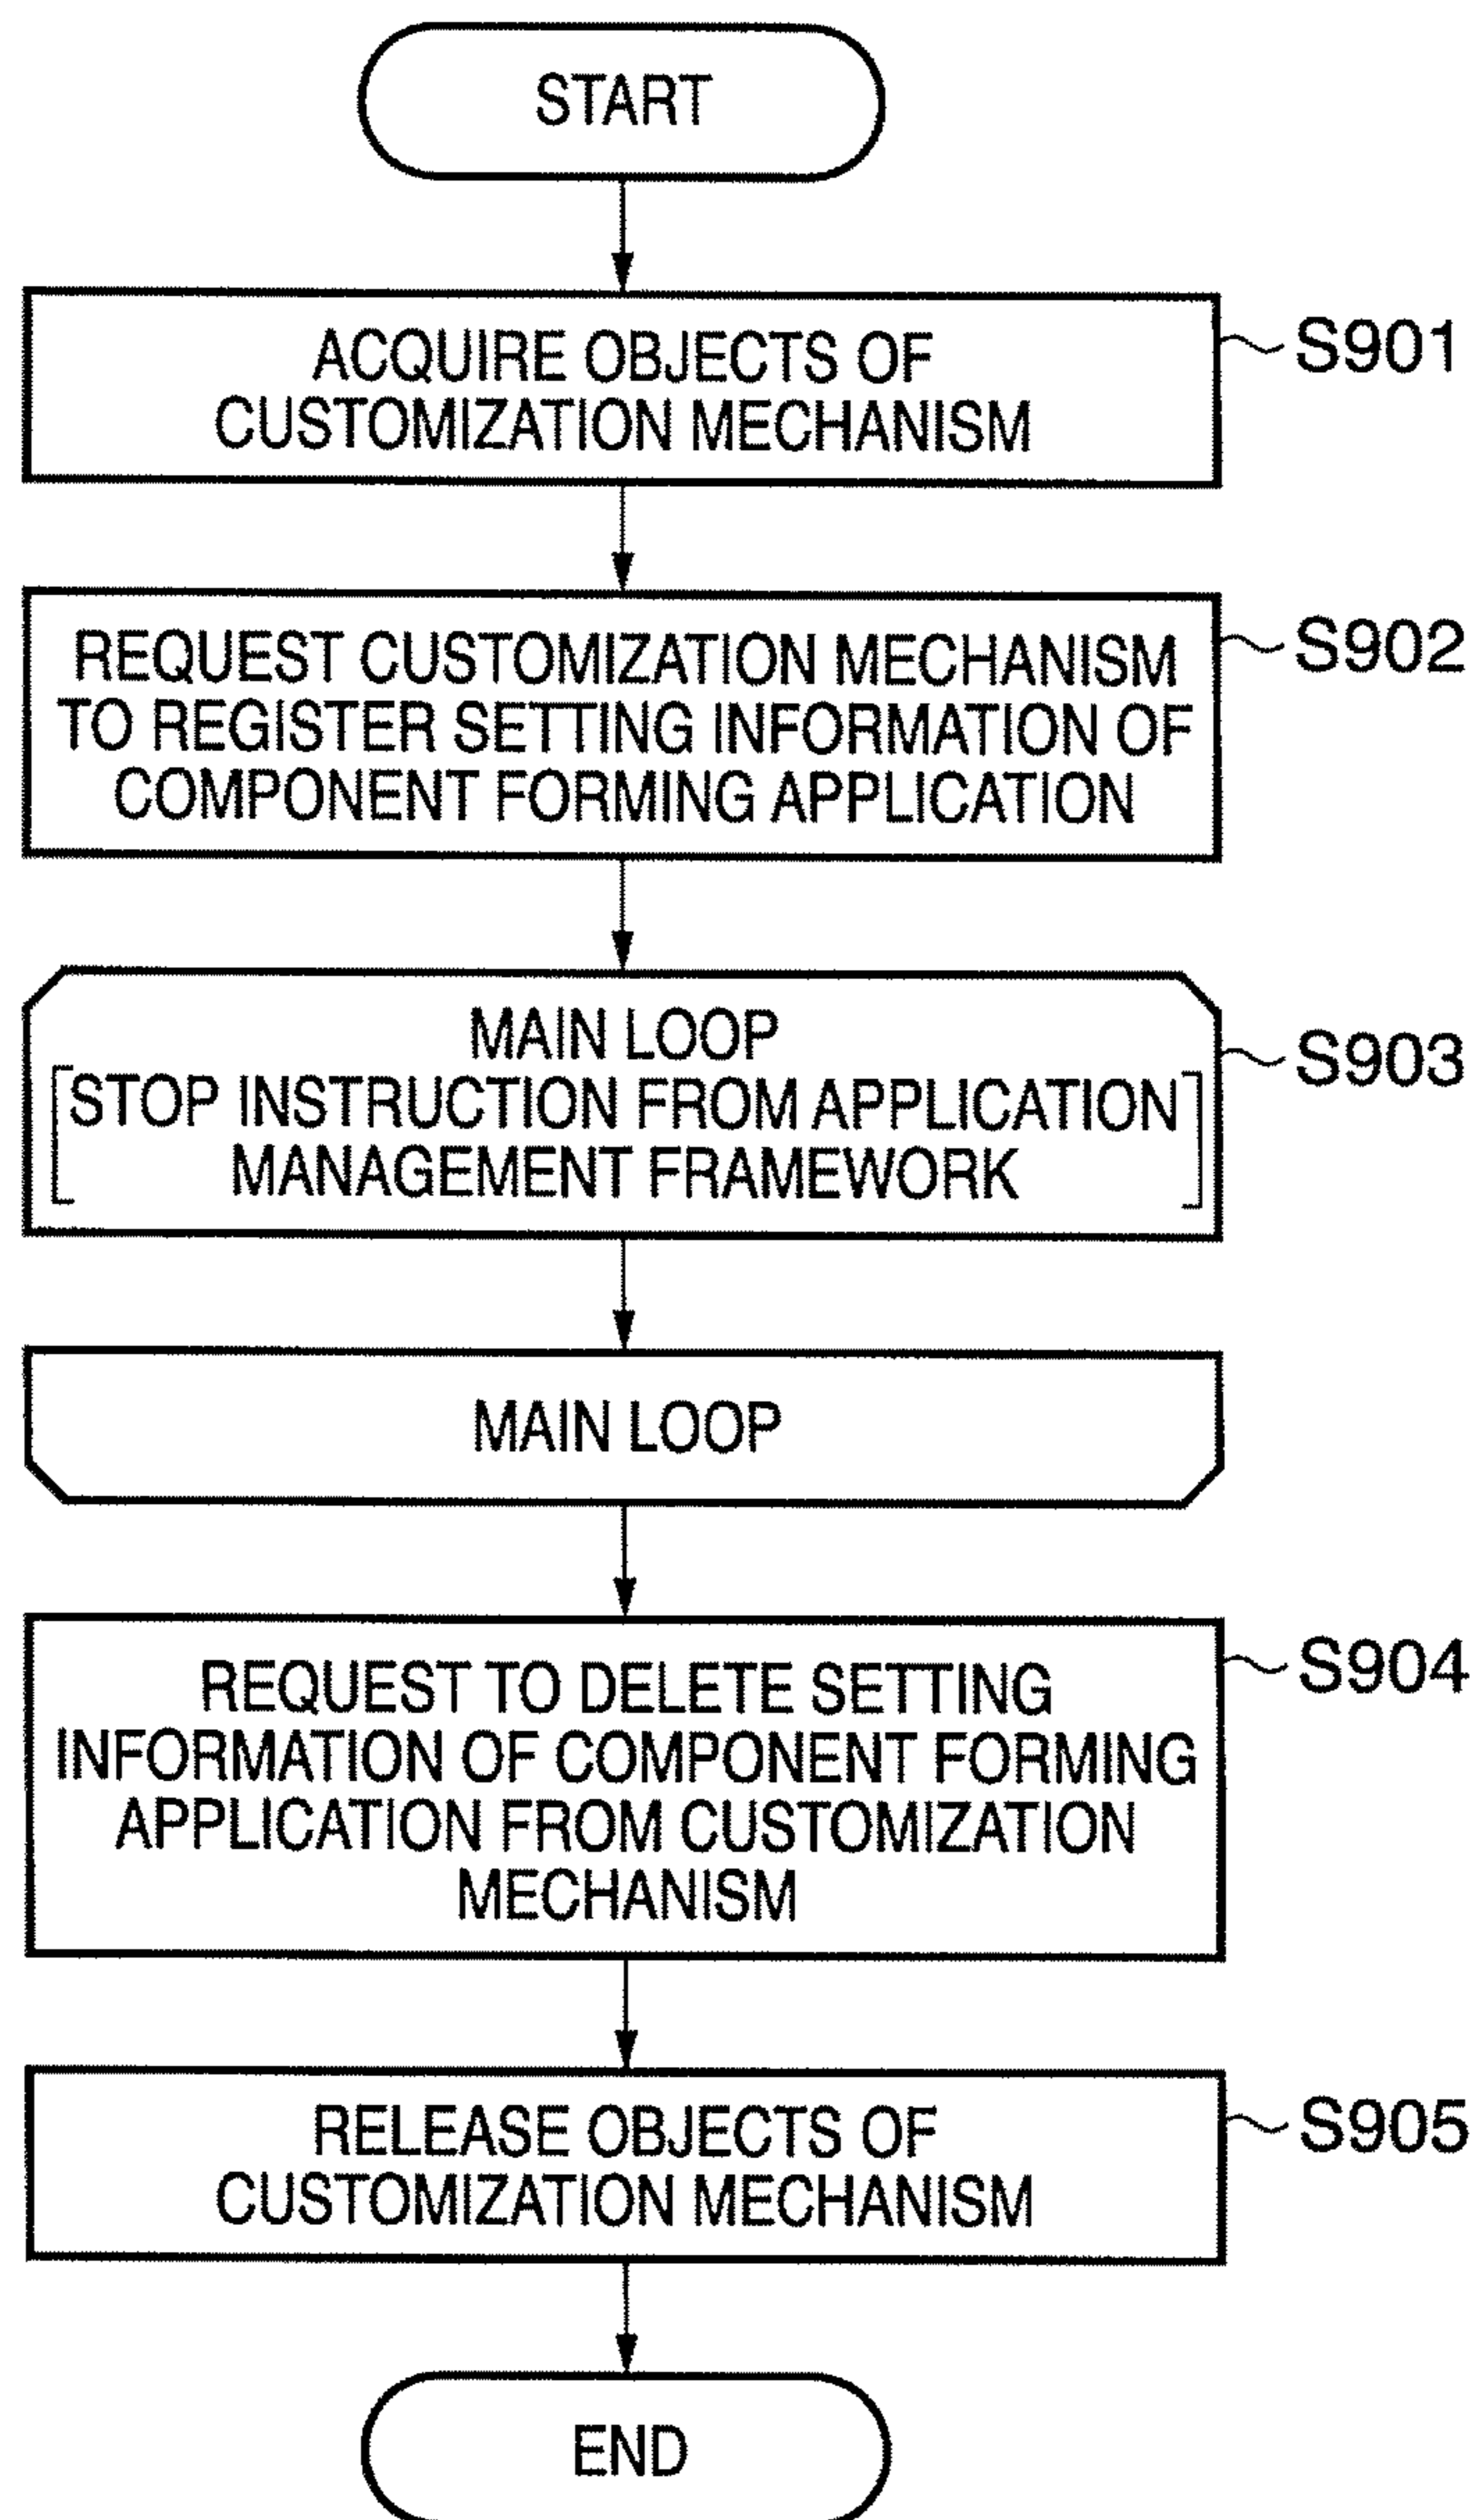 START
ACQUIRE OBJECTS OF
CUSTOMIZATION MECHANISM
S901
REQUEST CUSTOMIZATION MECHANISM
TO REGISTER SETTING INFORMATION OF
COMPONENT FORMING APPLICATION
S902
MAIN LOOP
[STOP INSTRUCTION FROM APPLICATION
MANAGEMENT FRAMEWORK]
S903
MAIN LOOP
REQUEST TO DELETE SETTING
INFORMATION OF COMPONENT FORMING
APPLICATION FROM CUSTOMIZATION
MECHANISM
S904
RELEASE OBJECTS OF
CUSTOMIZATION MECHANISM
S905
END